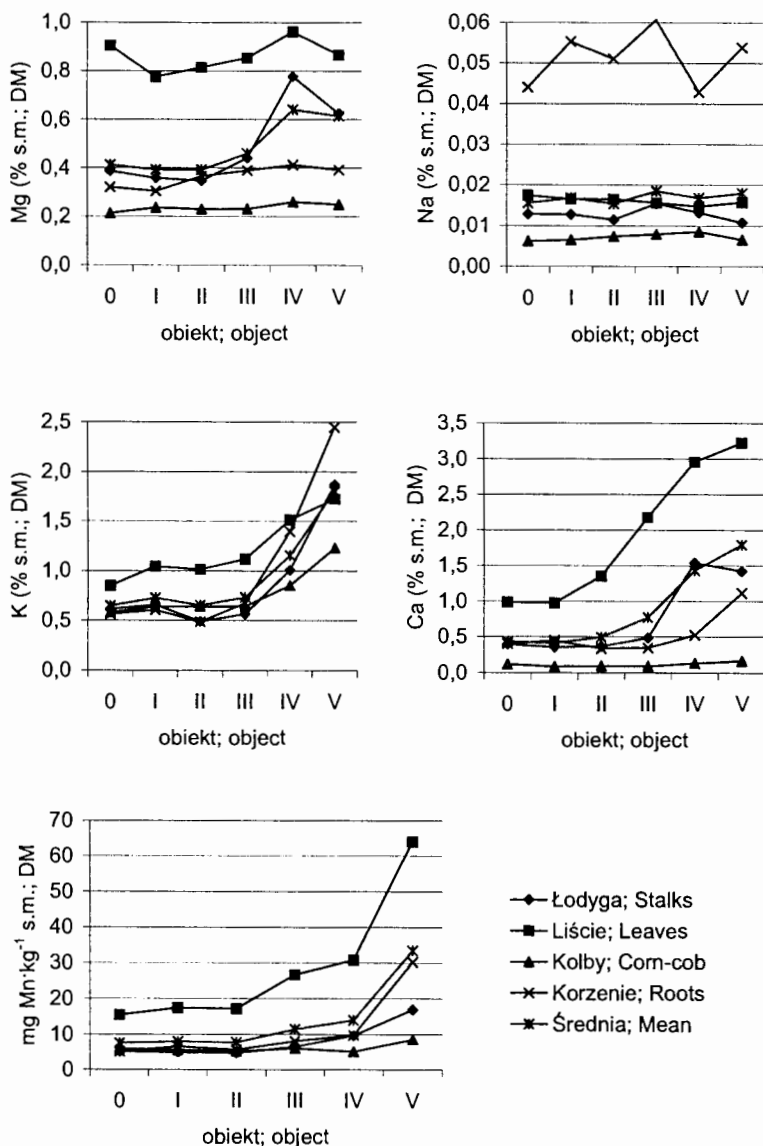 Mg (% s.m.; DM)
1,0
0,8
0,6
0,4
0,2
0,0
0 I II III IV V
obiekt; object
Na (% s.m.; DM)
0,06
0,05
0,04
0,03
0,02
0,01
0,00
0 I II III IV V
obiekt; object
K (% s.m.; DM)
2,5
2,0
1,5
1,0
0,5
0,0
0 I II III IV V
obiekt; object
Ca (% s.m.; DM)
3,5
3,0
2,5
2,0
1,5
1,0
0,5
0,0
0 I II III IV V
obiekt; object
mg Mn·kg⁻¹ s.m.; DM
70
60
50
40
30
20
10
0
0 I II III IV V
obiekt; object
Łodyga; Stalks
Liście; Leaves
Kolby; Corn-cob
Korzenie; Roots
Średnia; Mean